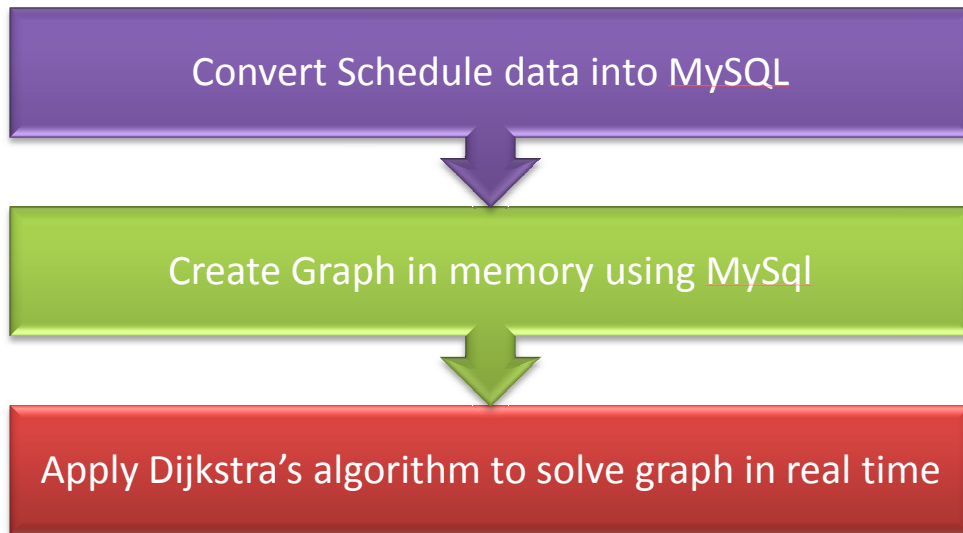 Convert Schedule data into MySQL
Create Graph in memory using MySql
Apply Dijkstra’s algorithm to solve graph in real time